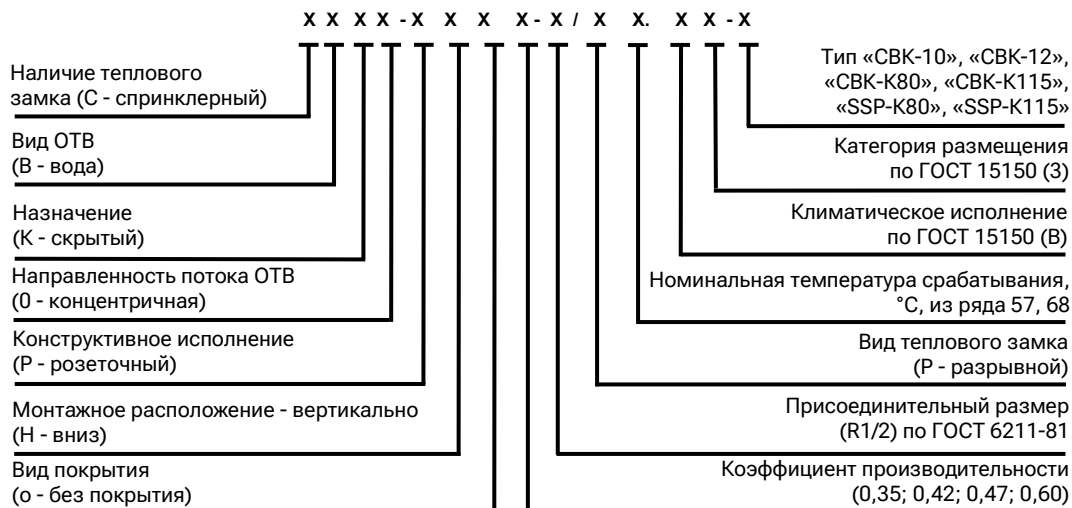 X X X X - X X X X - X / X X. X X - X
Наличие теплового
замка (С - спринклерный)
Вид ОТВ
(В - вода)
Назначение
(К - скрытый)
Направленность потока ОТВ
(0 - концентричная)
Конструктивное исполнение
(Р - розеточный)
Монтажное расположение - вертикально
(Н - вниз)
Вид покрытия
(о - без покрытия)
Тип «СВК-10», «СВК-12»,
«СВК-К80», «СВК-К115»,
«SSP-К80», «SSP-К115»
Категория размещения
по ГОСТ 15150 (3)
Климатическое исполнение
по ГОСТ 15150 (В)
Номинальная температура срабатывания,
°С, из ряда 57, 68
Вид теплового замка
(Р - разрывной)
Присоединительный размер
(R1/2) по ГОСТ 6211-81
Коэффициент производительности
(0,35; 0,42; 0,47; 0,60)